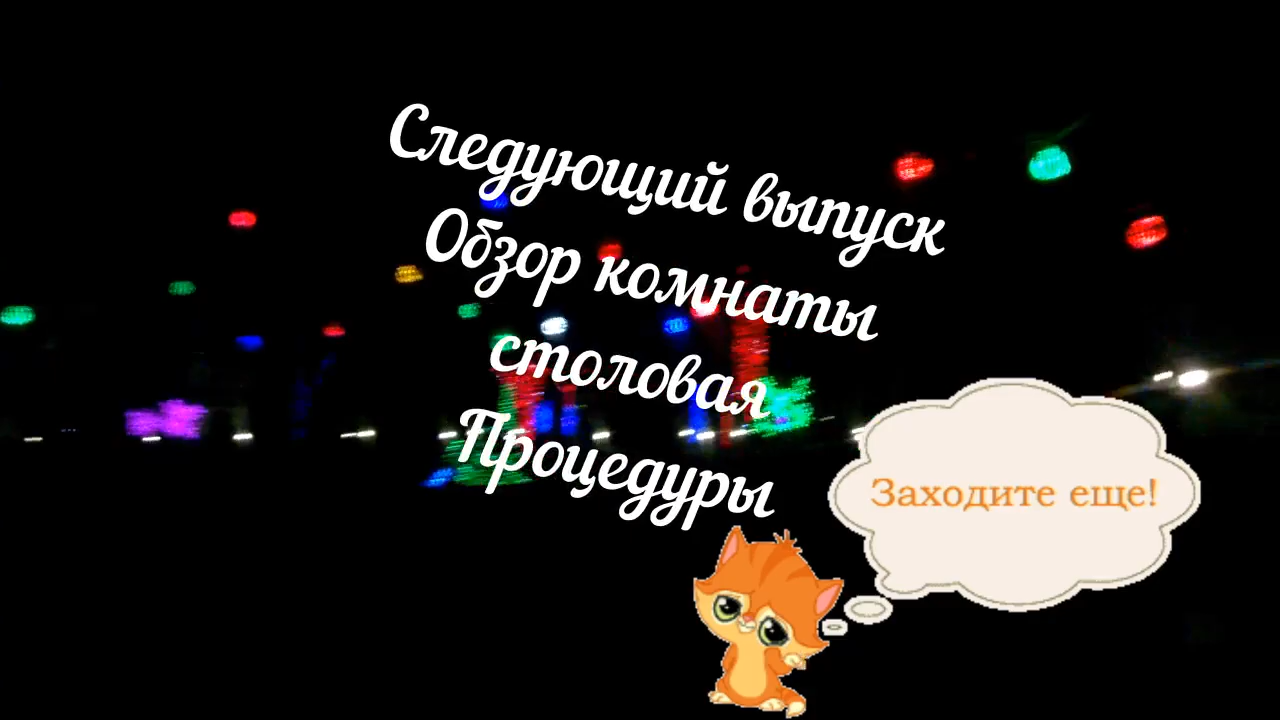 Следующий выпуск
Обзор комнаты
столовая
Процедуры
Заходите еще!